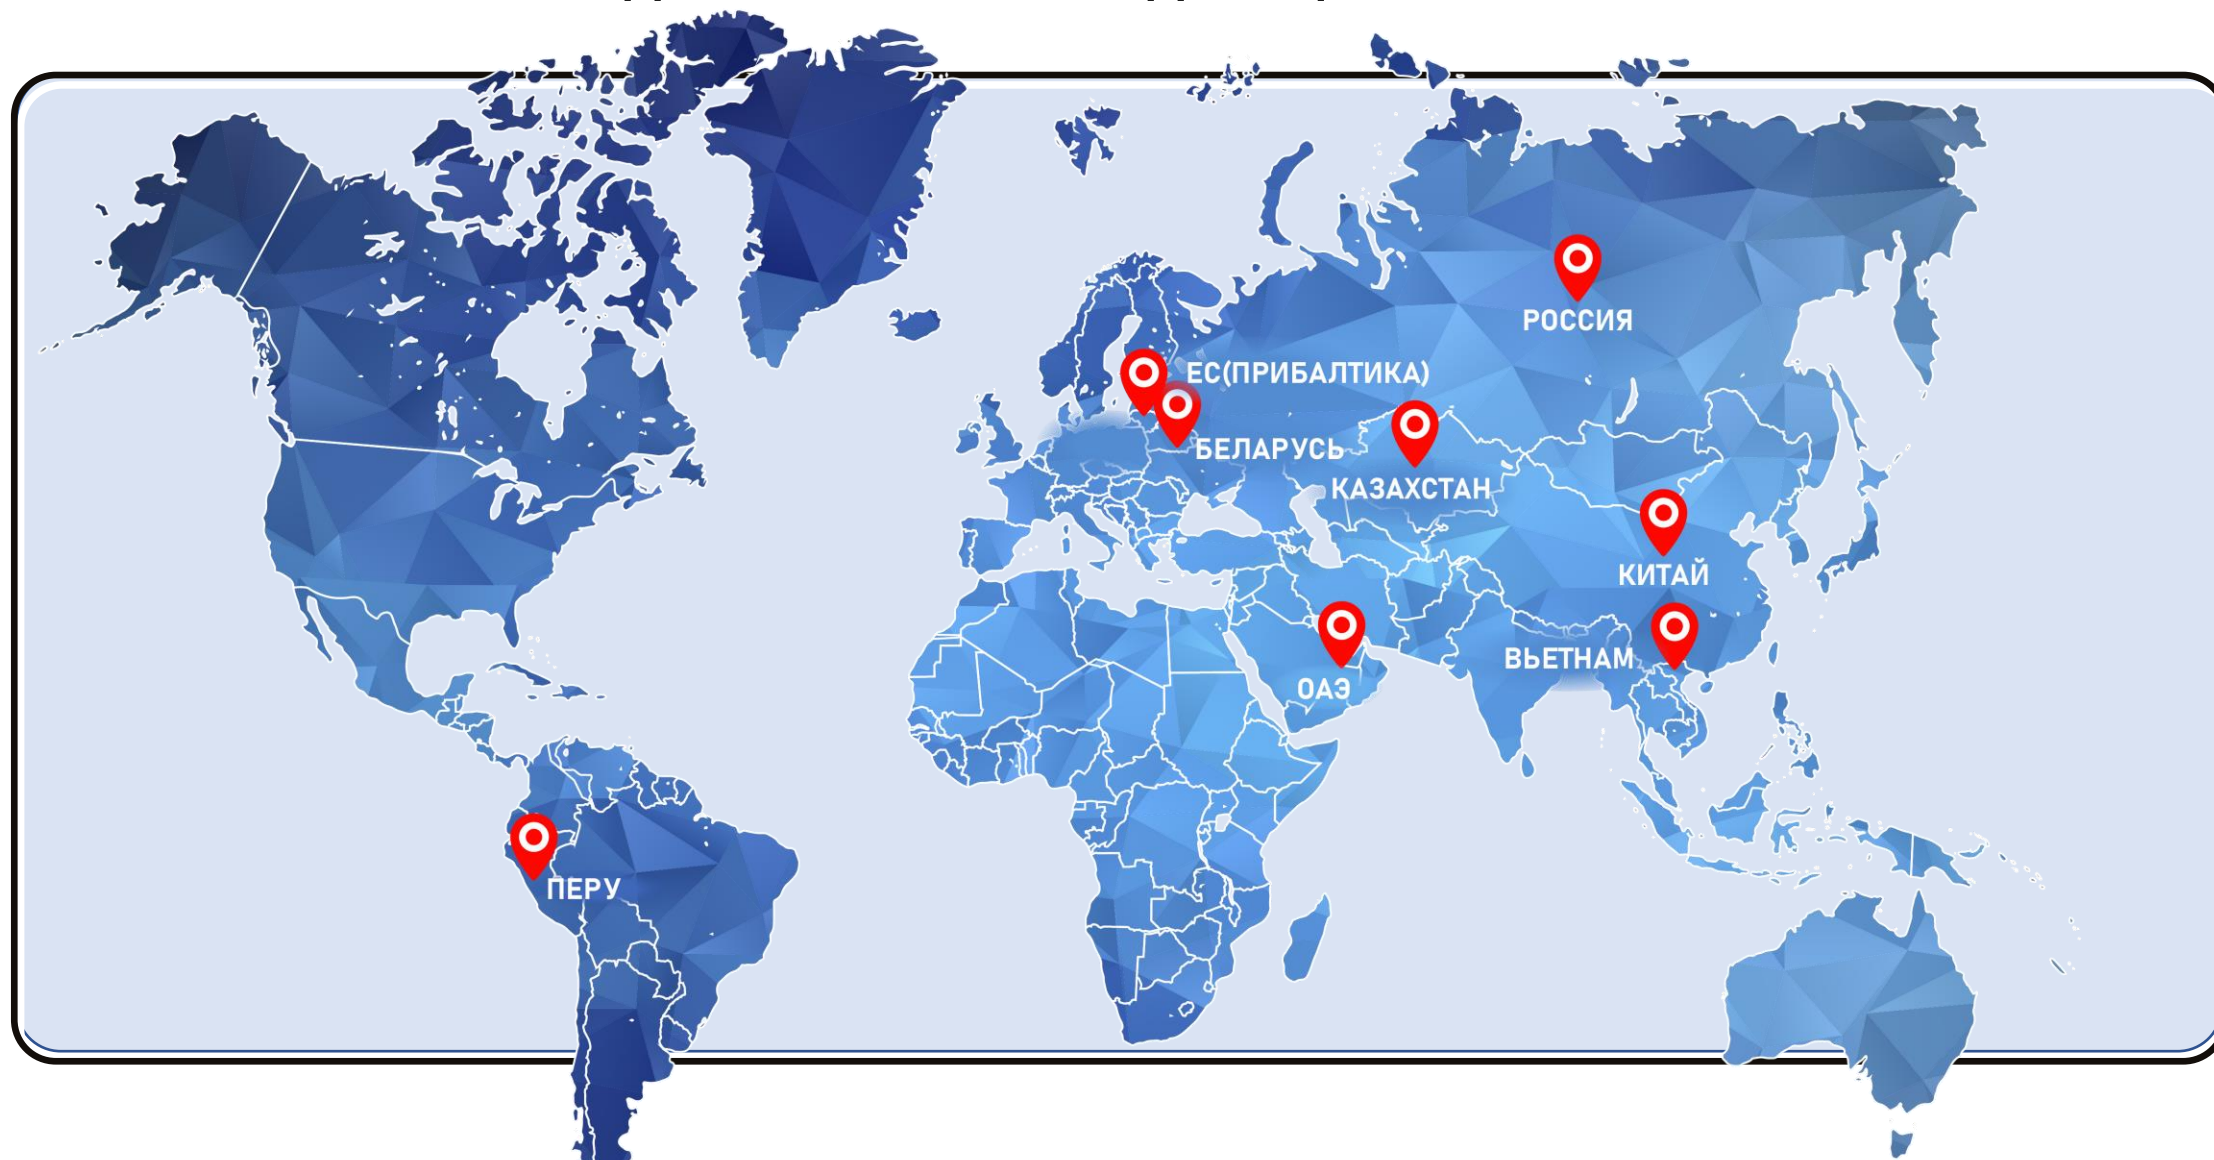 РОССИЯ
ЕС(ПРИБАЛТИКА)
БЕЛАРУСЬ
КАЗАХСТАН
КИТАЙ
ВЬЕТНАМ
ОАЭ
ПЕРУ